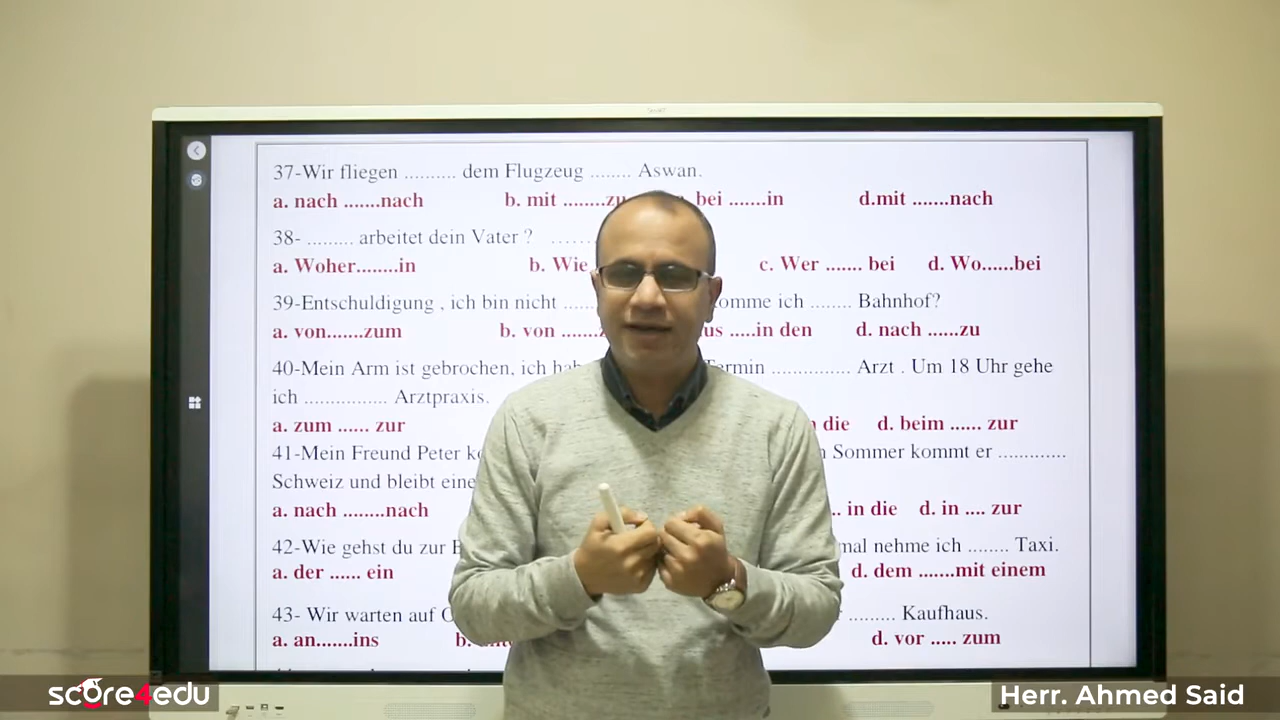 37-Wir fliegen .......... dem Flugzeug ........ Aswan.
a. nach .......nach b. mit ........zu bei .......in d.mit .......nach
38- ......... arbeitet dein Vater ? ......
a. Woher........in b. Wie c. Wer ....... bei d. Wo......bei
39-Entschuldigung , ich bin nicht ...... komme ich ........ Bahnhof?
a. von.......zum b. von ....... .....in den d. nach ......zu
40-Mein Arm ist gebrochen, ich Termin ............... Arzt . Um 18 Uhr gehe
ich ................ Arztpraxis.
a. zum ...... zur die d. beim ...... zur
41-Mein Freund Peter Sommer kommt er .............
Schweiz und bleibt
a. nach ........nach .. in die d. in .... zur
42-Wie gehst du zur nehme ich ........ Taxi.
a. der ...... ein d. dem .......mit einem
43- Wir warten auf ......... Kaufhaus.
a. an.......ins b. d. vor ..... zum
score4edu
Herr. Ahmed Said